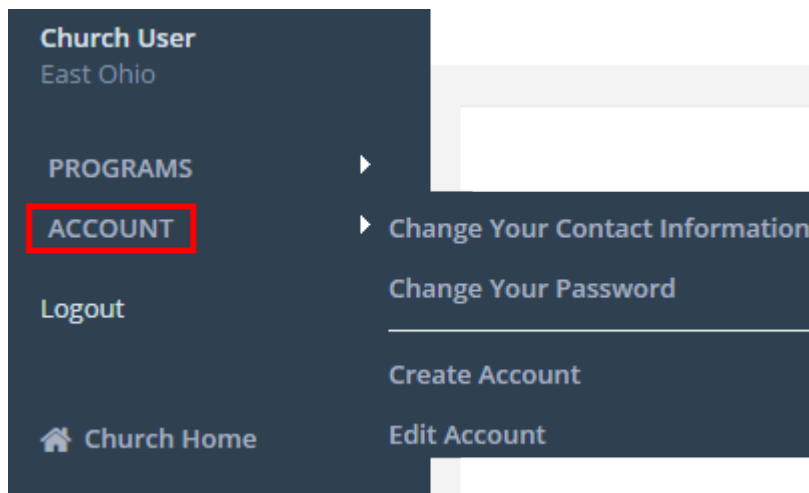 Church User
East Ohio
PROGRAMS
ACCOUNT
Change Your Contact Information
Change Your Password
Logout
Create Account
Edit Account
Church Home